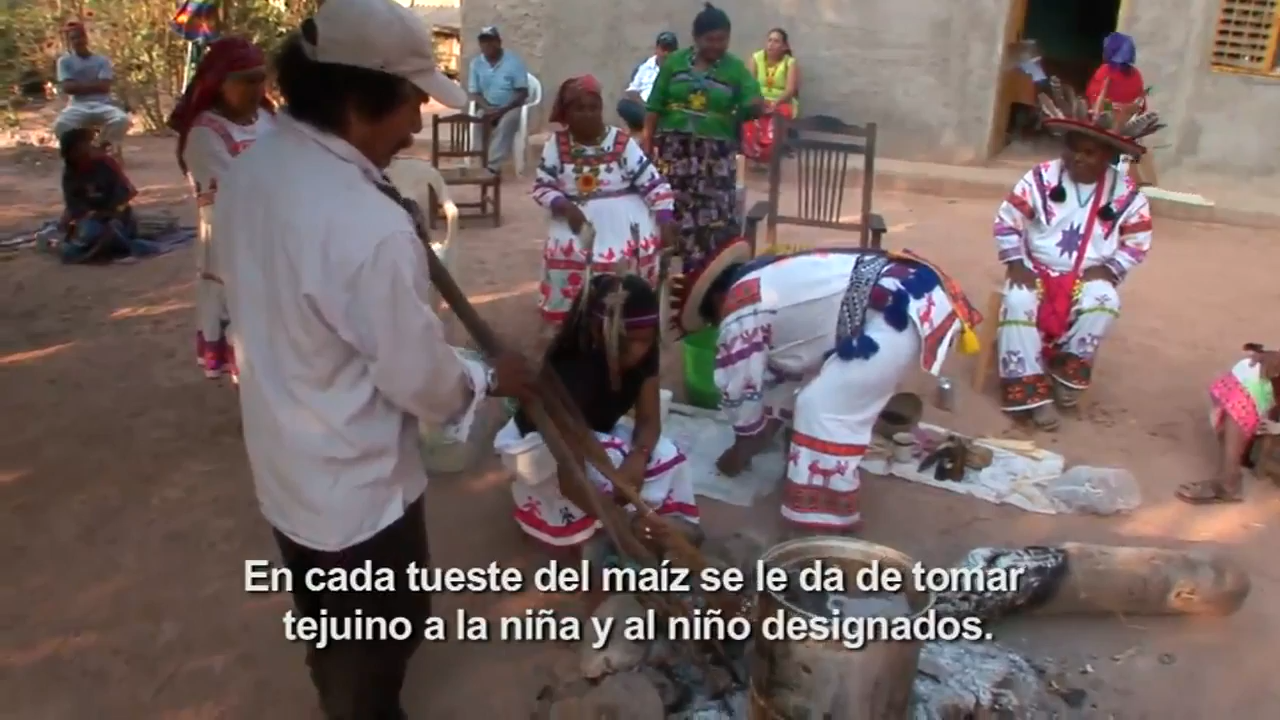 En cada tueste del maíz se le da de tomar
tejuino a la niña y al niño designados.